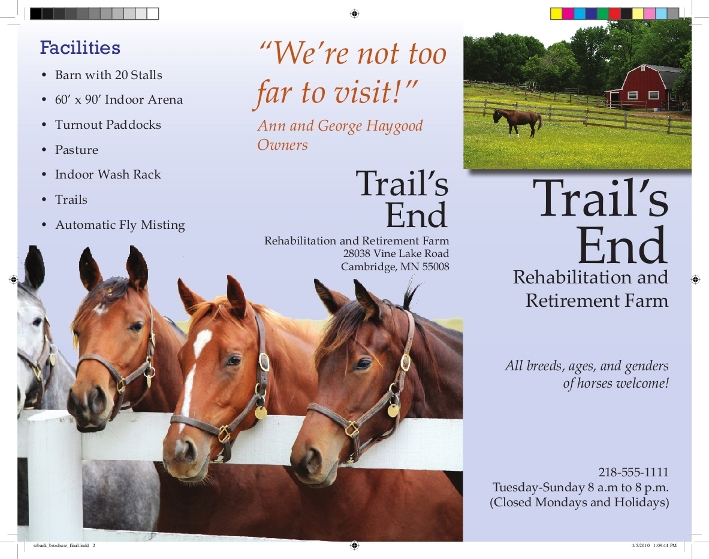 Facilities
• Barn with 20 Stalls
• 60’ x 90’ Indoor Arena
• Turnout Paddocks
• Pasture
• Indoor Wash Rack
• Trails
• Automatic Fly Misting
“We’re not too
far to visit!”
Ann and George Haygood
Owners
Trail’s
End
Rehabilitation and Retirement Farm
28038 Vine Lake Road
Cambridge, MN 55008
Trail’s
End
Rehabilitation and
Retirement Farm
All breeds, ages, and genders
of horses welcome!
218-555-1111
Tuesday-Sunday 8 a.m to 8 p.m.
(Closed Mondays and Holidays)